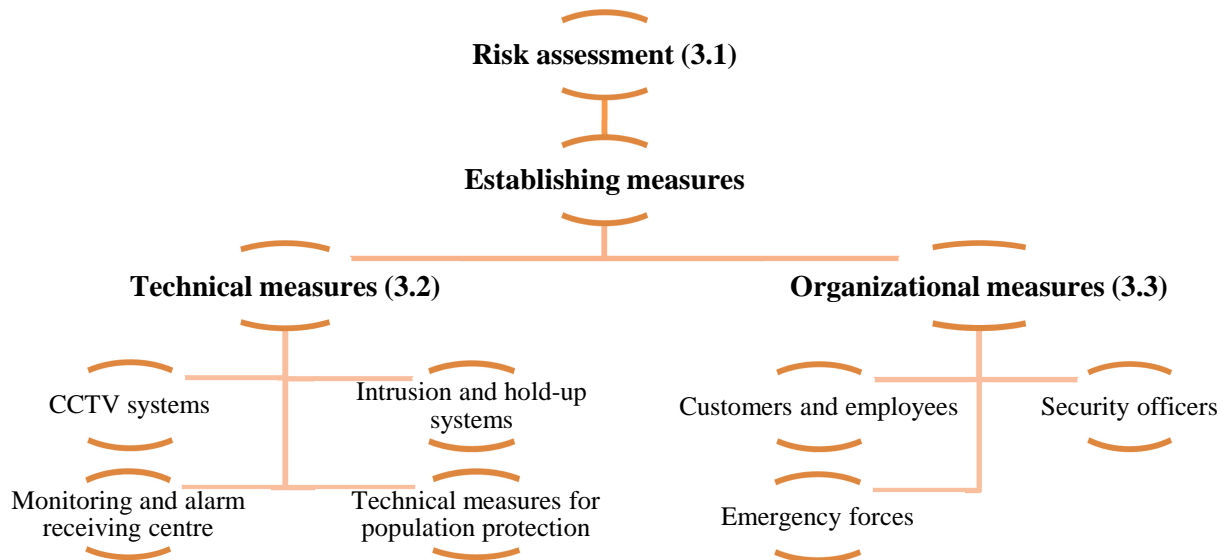 Risk assessment (3.1)
Establishing measures
Technical measures (3.2)
Organizational measures (3.3)
CCTV systems
Intrusion and hold-up
systems
Customers and employees
Security officers
Monitoring and alarm
receiving centre
Technical measures for
population protection
Emergency forces